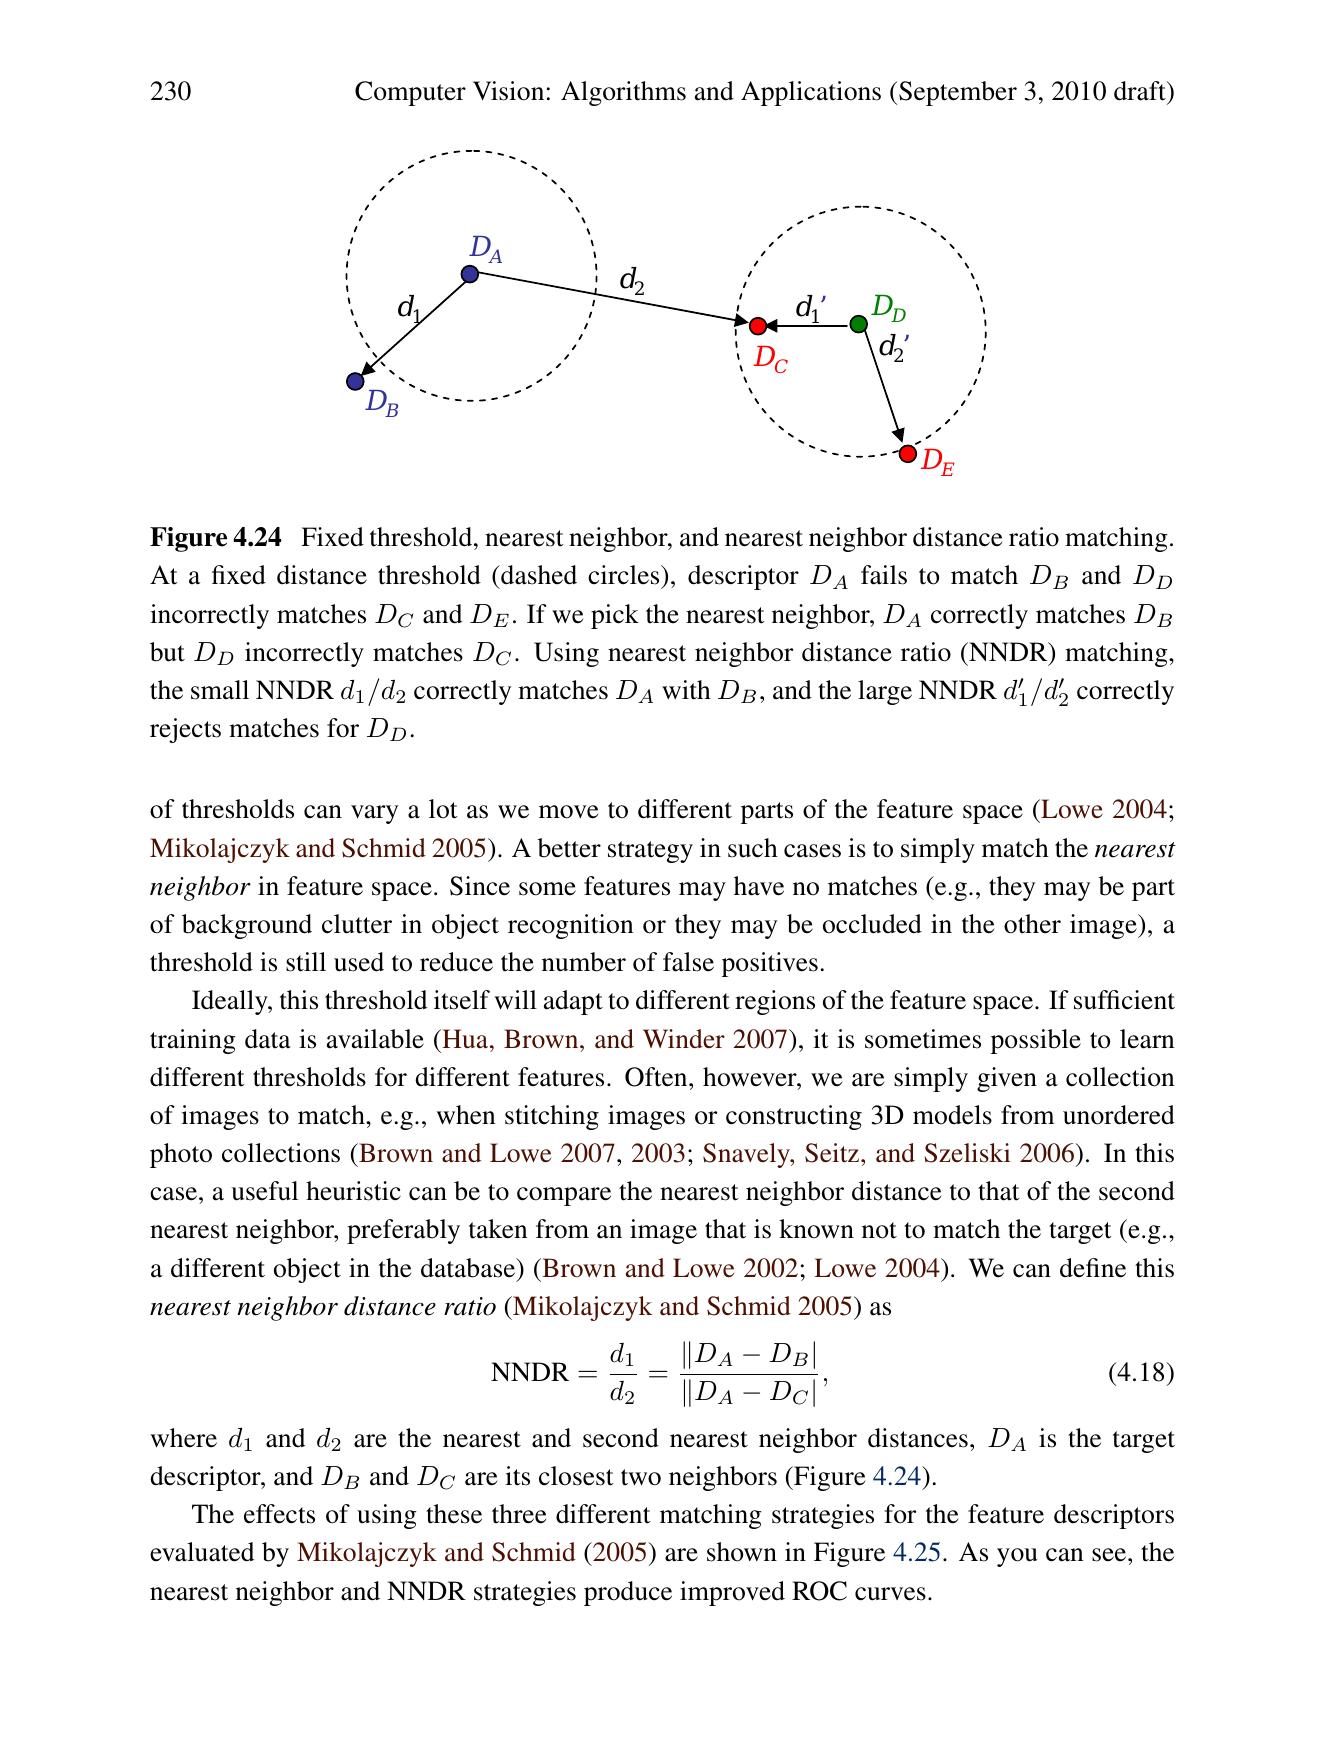 230 Computer Vision: Algorithms and Applications (September 3, 2010 draft)
D_A
d_2
d_1
d_1’
D_D
d_2’
D_C
D_B
D_E
Figure 4.24 Fixed threshold, nearest neighbor, and nearest neighbor distance ratio matching.
At a fixed distance threshold (dashed circles), descriptor D_A fails to match D_B and D_D
incorrectly matches D_C and D_E. If we pick the nearest neighbor, D_A correctly matches D_B
but D_D incorrectly matches D_C. Using nearest neighbor distance ratio (NNDR) matching,
the small NNDR d_1/d_2 correctly matches D_A with D_B, and the large NNDR d′_1/d′_2 correctly
rejects matches for D_D.
of thresholds can vary a lot as we move to different parts of the feature space (Lowe 2004;
Mikolajczyk and Schmid 2005). A better strategy in such cases is to simply match the nearest
neighbor in feature space. Since some features may have no matches (e.g., they may be part
of background clutter in object recognition or they may be occluded in the other image), a
threshold is still used to reduce the number of false positives.
Ideally, this threshold itself will adapt to different regions of the feature space. If sufficient
training data is available (Hua, Brown, and Winder 2007), it is sometimes possible to learn
different thresholds for different features. Often, however, we are simply given a collection
of images to match, e.g., when stitching images or constructing 3D models from unordered
photo collections (Brown and Lowe 2007, 2003; Snavely, Seitz, and Szeliski 2006). In this
case, a useful heuristic can be to compare the nearest neighbor distance to that of the second
nearest neighbor, preferably taken from an image that is known not to match the target (e.g.,
a different object in the database) (Brown and Lowe 2002; Lowe 2004). We can define this
nearest neighbor distance ratio (Mikolajczyk and Schmid 2005) as
NNDR = d_1/d_2 = ‖D_A − D_B| / ‖D_A − D_C|, (4.18)
where d_1 and d_2 are the nearest and second nearest neighbor distances, D_A is the target
descriptor, and D_B and D_C are its closest two neighbors (Figure 4.24).
The effects of using these three different matching strategies for the feature descriptors
evaluated by Mikolajczyk and Schmid (2005) are shown in Figure 4.25. As you can see, the
nearest neighbor and NNDR strategies produce improved ROC curves.